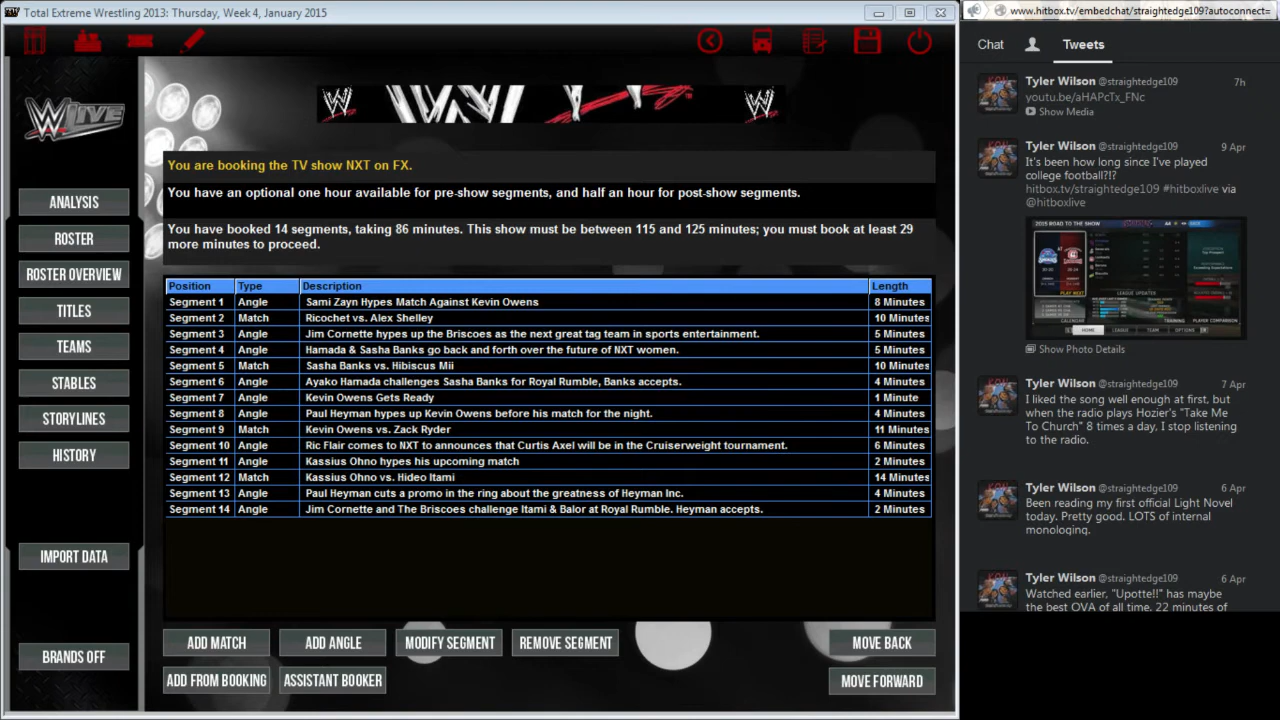 Total Extreme Wrestling 2013: Thursday, Week 4, January 2015
LIVE
ANALYSIS
ROSTER
ROSTER OVERVIEW
TITLES
TEAMS
STABLES
STORYLINES
HISTORY
IMPORT DATA
BRANDS OFF
You are booking the TV show NXT on FX.
You have an optional one hour available for pre-show segments, and half an hour for post-show segments.
You have booked 14 segments, taking 86 minutes. This show must be between 115 and 125 minutes; you must book at least 29
more minutes to proceed.
Position Type Description Length
Segment 1 Angle Sami Zayn Hypes Match Against Kevin Owens 8 Minutes
Segment 2 Match Ricochet vs. Alex Shelley 10 Minutes
Segment 3 Angle Jim Cornette hypes up the Briscoes as the next great tag team in sports entertainment. 5 Minutes
Segment 4 Angle Hamada & Sasha Banks go back and forth over the future of NXT women. 5 Minutes
Segment 5 Match Sasha Banks vs. Hibiscus Mii 10 Minutes
Segment 6 Angle Ayako Hamada challenges Sasha Banks for Royal Rumble, Banks accepts. 4 Minutes
Segment 7 Angle Kevin Owens Gets Ready 1 Minute
Segment 8 Angle Paul Heyman hypes up Kevin Owens before his match for the night. 4 Minutes
Segment 9 Match Kevin Owens vs. Zack Ryder 11 Minutes
Segment 10 Angle Ric Flair comes to NXT to announces that Curtis Axel will be in the Cruiserweight tournament. 6 Minutes
Segment 11 Angle Kassius Ohno hypes his upcoming match 2 Minutes
Segment 12 Match Kassius Ohno vs. Hideo Itami 14 Minutes
Segment 13 Angle Paul Heyman cuts a promo in the ring about the greatness of Heyman Inc. 4 Minutes
Segment 14 Angle Jim Cornette and The Briscoes challenge Itami & Balor at Royal Rumble. Heyman accepts. 2 Minutes
ADD MATCH ADD ANGLE MODIFY SEGMENT REMOVE SEGMENT MOVE BACK
ADD FROM BOOKING ASSISTANT BOOKER MOVE FORWARD
www.hitbox.tv/embedchat/straightedge109?autoconnect=
Chat Tweets
Tyler Wilson @straightedge109 7h
youtu.be/aHAPcTx_FNc
Show Media
Tyler Wilson @straightedge109 9 Apr
It's been how long since I've played
college football?!?
hitbox.tv/straightedge109 #hitboxlive via
@hitboxlive
2015 ROAD TO THE SHOW
CALENDAR
HOME LEAGUE TEAM OPTIONS
Show Photo Details
Tyler Wilson @straightedge109 7 Apr
I liked the song well enough at first, but
when the radio plays Hozier's "Take Me
To Church" 8 times a day, I stop listening
to the radio.
Tyler Wilson @straightedge109 6 Apr
Been reading my first official Light Novel
today. Pretty good. LOTS of internal
monologing.
Tyler Wilson @straightedge109 6 Apr
Watched earlier, "Upotte!!" has maybe
the best OVA of all time. 22 minutes of